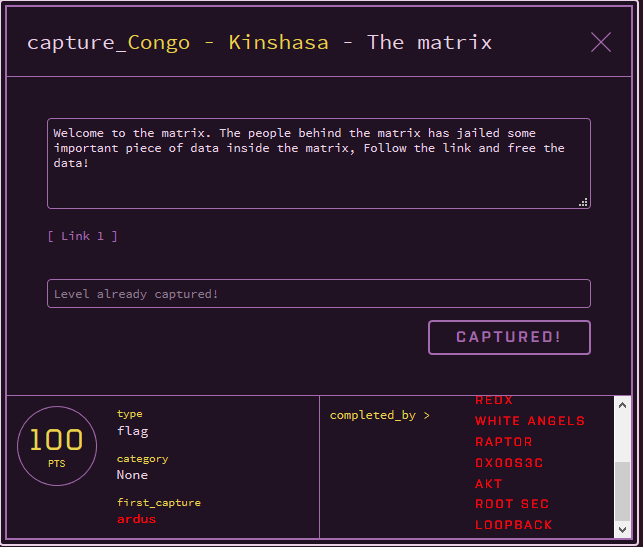 capture_Congo - Kinshasa - The matrix
Welcome to the matrix. The people behind the matrix has jailed some
important piece of data inside the matrix, Follow the link and free the
data!
[ Link 1 ]
Level already captured!
CAPTURED!
100
PTS
type
flag
category
None
first_capture
ardus
completed_by >
REDX
WHITE ANGELS
RAPTOR
0X00S3C
AKT
ROOT SEC
LOOPBACK